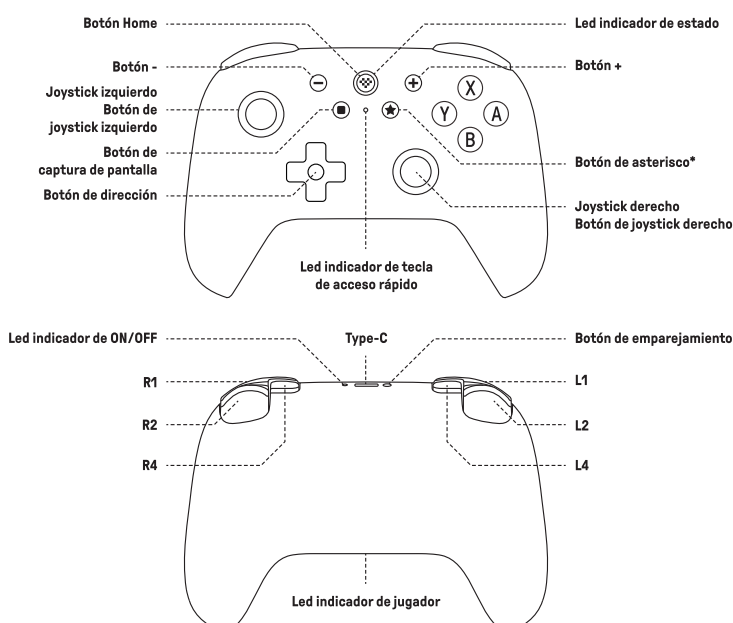 Botón Home
Led indicador de estado
Botón -
Botón +
Joystick izquierdo
Botón de
joystick izquierdo
X
Y
A
B
Botón de
captura de pantalla
Botón de asterisco*
Botón de dirección
Joystick derecho
Botón de joystick derecho
Led indicador de tecla
de acceso rápido
Led indicador de ON/OFF
Type-C
Botón de emparejamiento
R1
L1
R2
L2
R4
L4
Led indicador de jugador